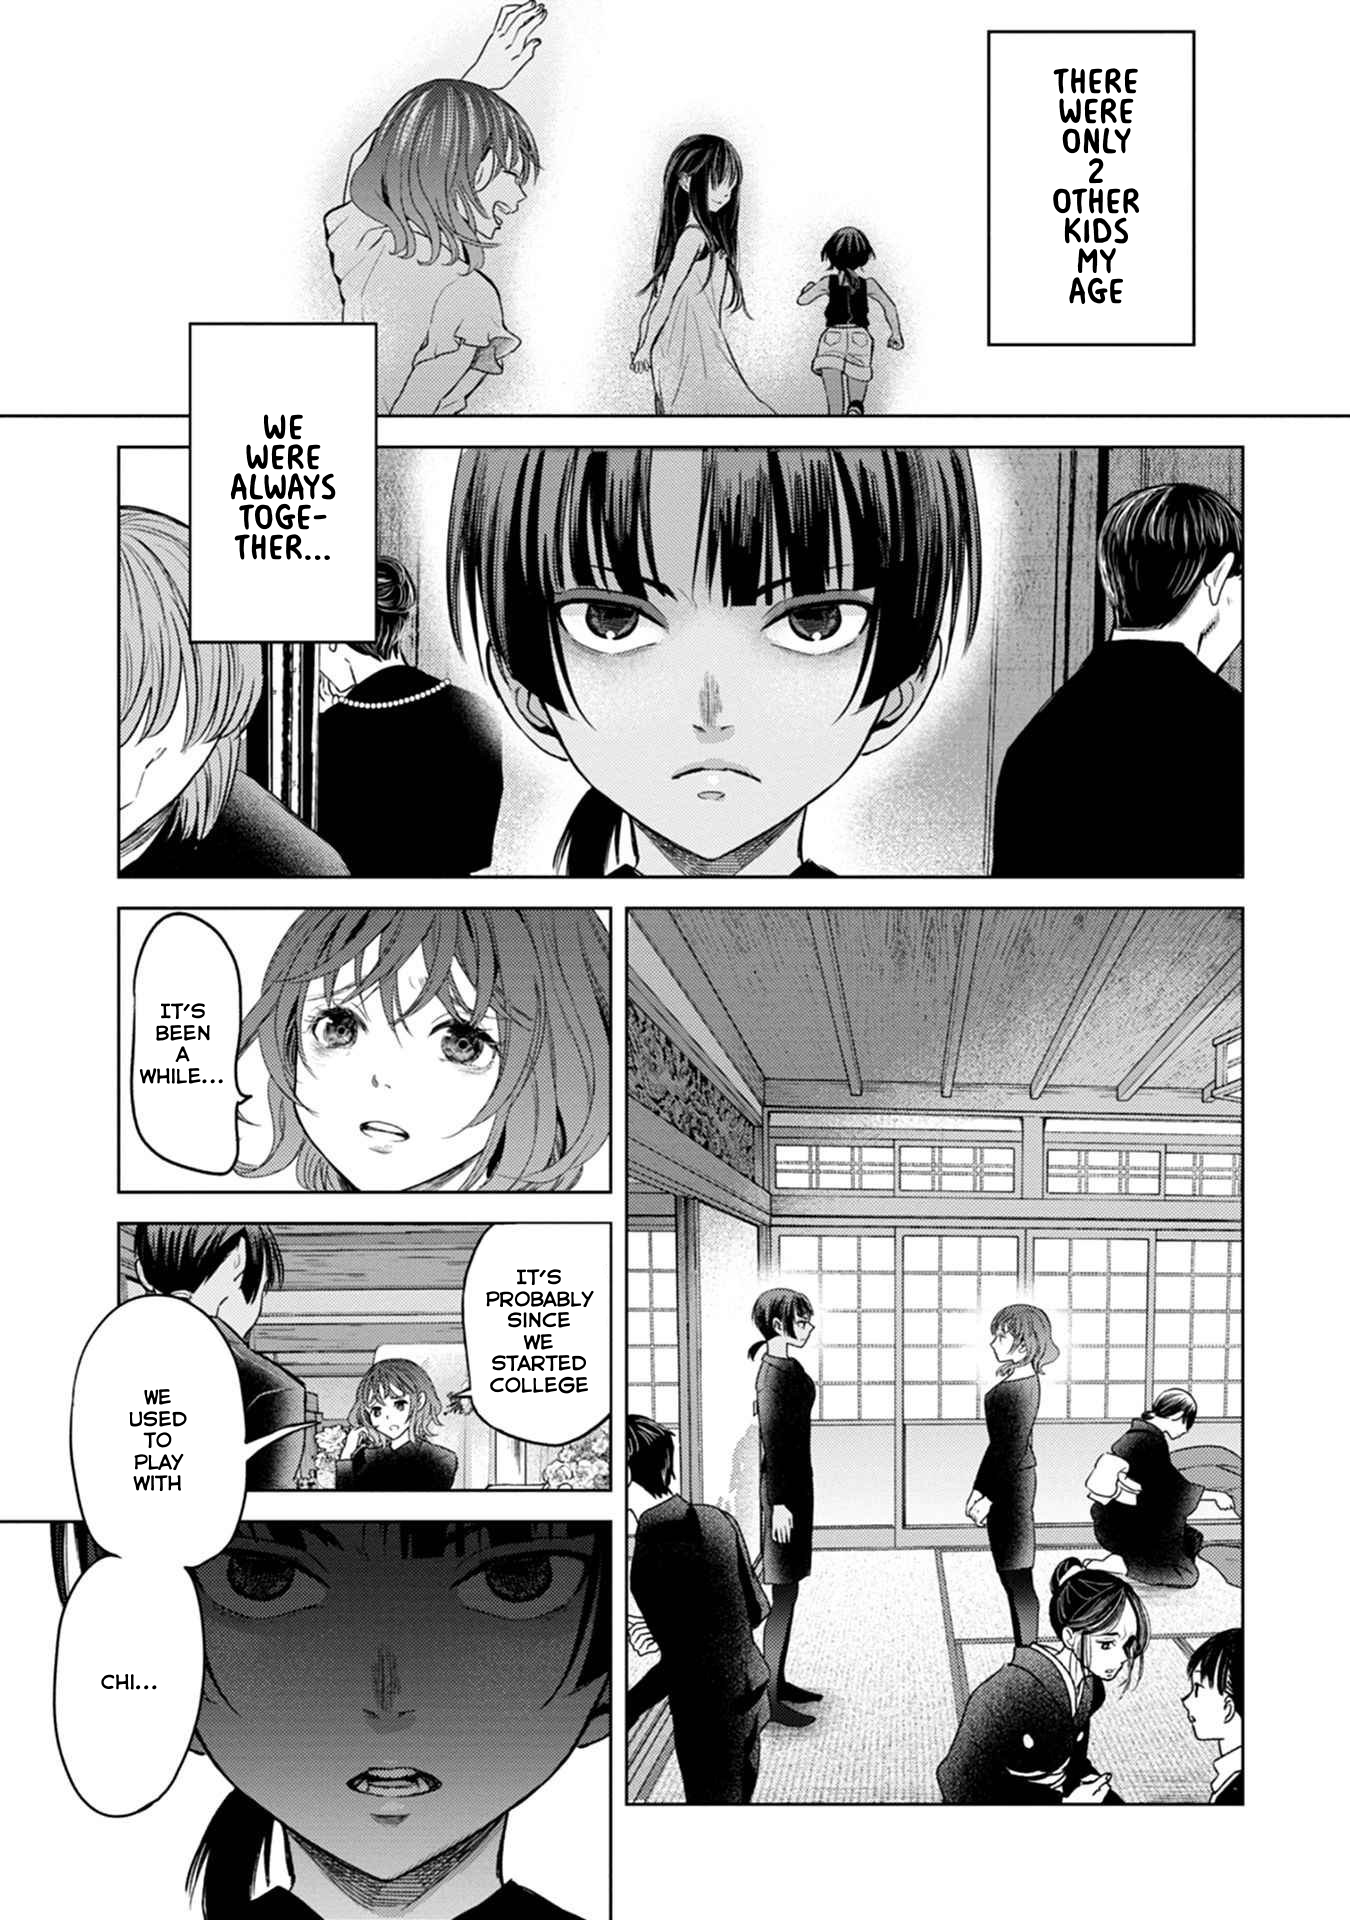 THERE
WERE
ONLY
2
OTHER
KIDS
MY
AGE
WE
WERE
ALWAYS
TOGE-
THER...
IT'S
BEEN
A
WHILE...
IT'S
PROBABLY
SINCE
WE
STARTED
COLLEGE
WE
USED
TO
PLAY
WITH
CHI...